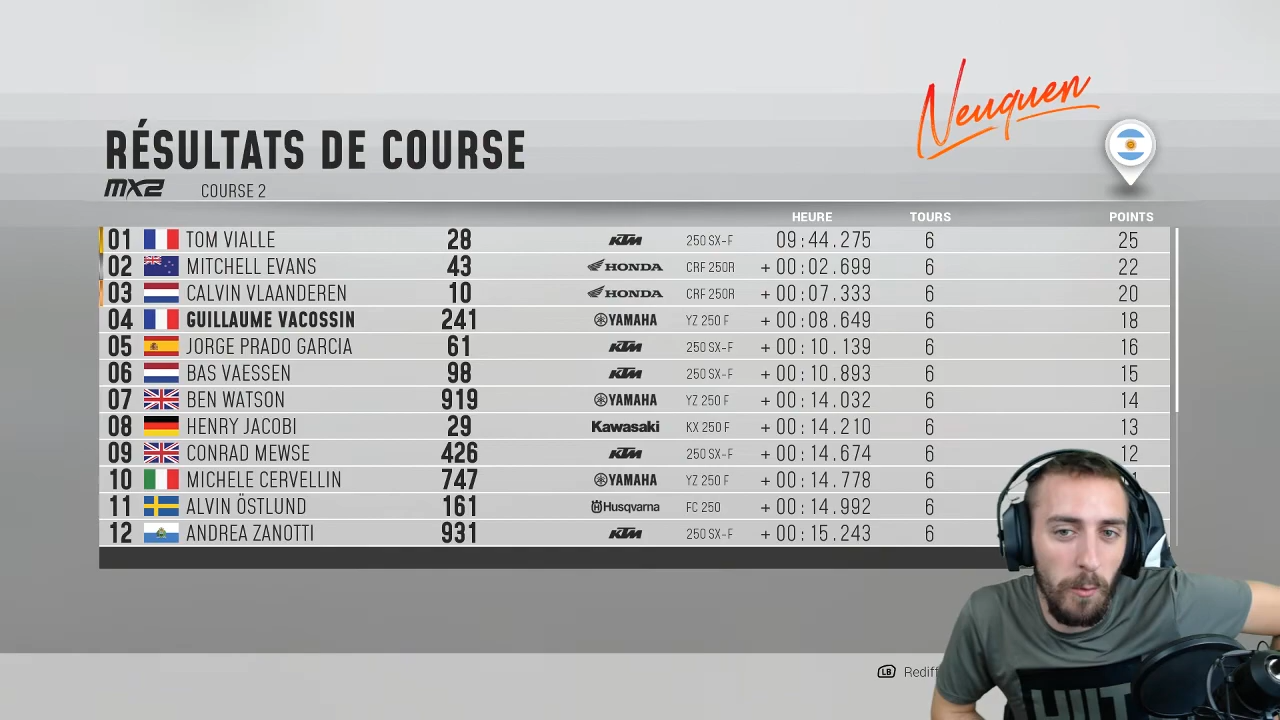 Neuquen
RÉSULTATS DE COURSE
MX2 COURSE 2
HEURE TOURS POINTS
01 TOM VIALLE 28 KTM 250 SX-F 09:44.275 6 25
02 MITCHELL EVANS 43 HONDA CRF 250R + 00:02.699 6 22
03 CALVIN VLAANDEREN 10 HONDA CRF 250R + 00:07.333 6 20
04 GUILLAUME VACOSSIN 241 YAMAHA YZ 250 F + 00:08.649 6 18
05 JORGE PRADO GARCIA 61 KTM 250 SX-F + 00:10.139 6 16
06 BAS VAESSEN 98 KTM 250 SX-F + 00:10.893 6 15
07 BEN WATSON 919 YAMAHA YZ 250 F + 00:14.032 6 14
08 HENRY JACOBI 29 Kawasaki KX 250 F + 00:14.210 6 13
09 CONRAD MEWSE 426 KTM 250 SX-F + 00:14.674 6 12
10 MICHELE CERVELLIN 747 YAMAHA YZ 250 F + 00:14.778 6
11 ALVIN ÖSTLUND 161 Husqvarna FC 250 + 00:14.992 6
12 ANDREA ZANOTTI 931 KTM 250 SX-F + 00:15.243 6
LB Rediff
HIIT